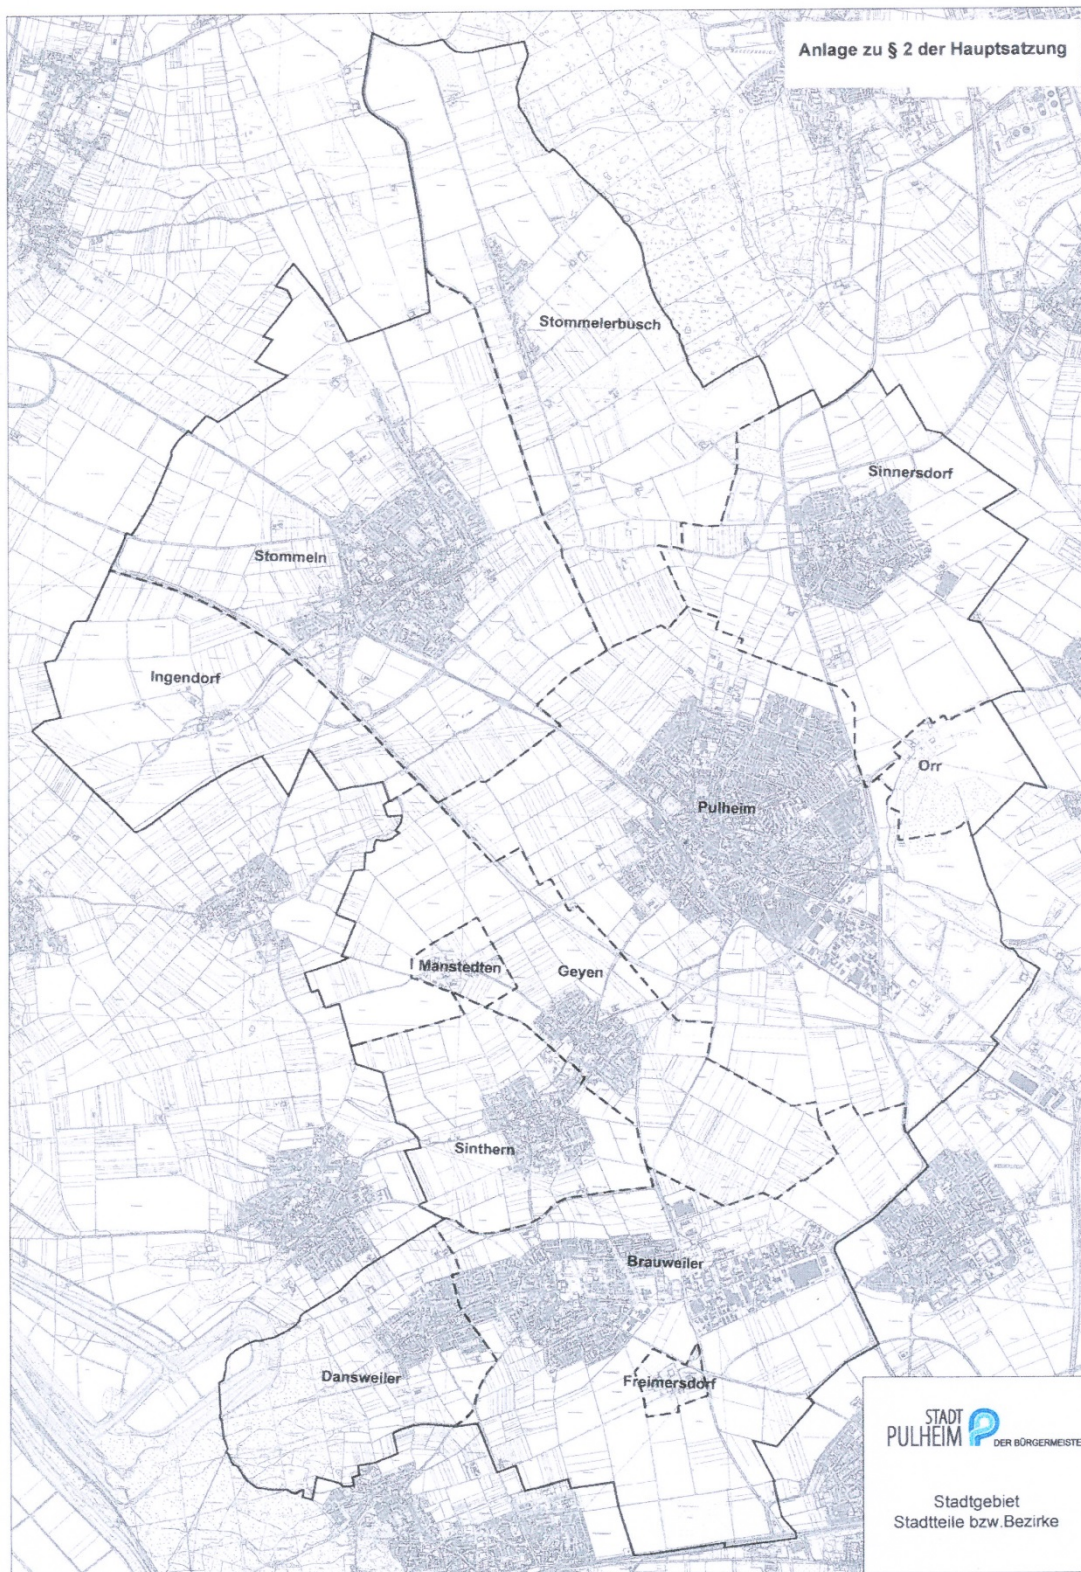 Anlage zu § 2 der Hauptsatzung
Stommelerbusch
Sinnersdorf
Stommeln
Ingendorf
Orr
Pulheim
Manstedten
Geyen
Sinthern
Brauweiler
Dansweiler
Freimersdorf
STADT
PULHEIM DER BÜRGERMEISTE
Stadtgebiet
Stadtteile bzw.Bezirke